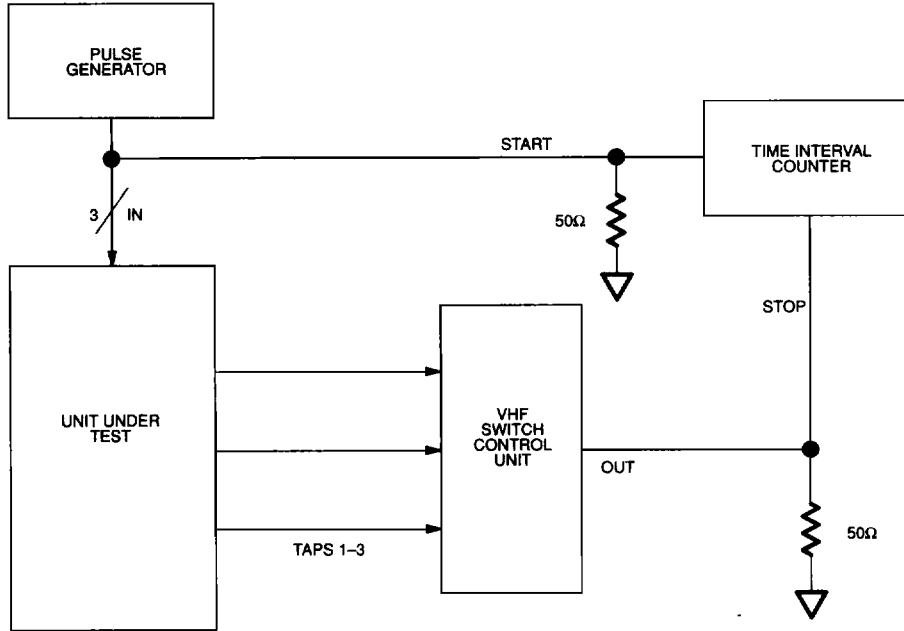 PULSE
GENERATOR
START
TIME INTERVAL
COUNTER
3
IN
50Ω
STOP
UNIT UNDER
TEST
VHF
SWITCH
CONTROL
UNIT
OUT
TAPS 1–3
50Ω